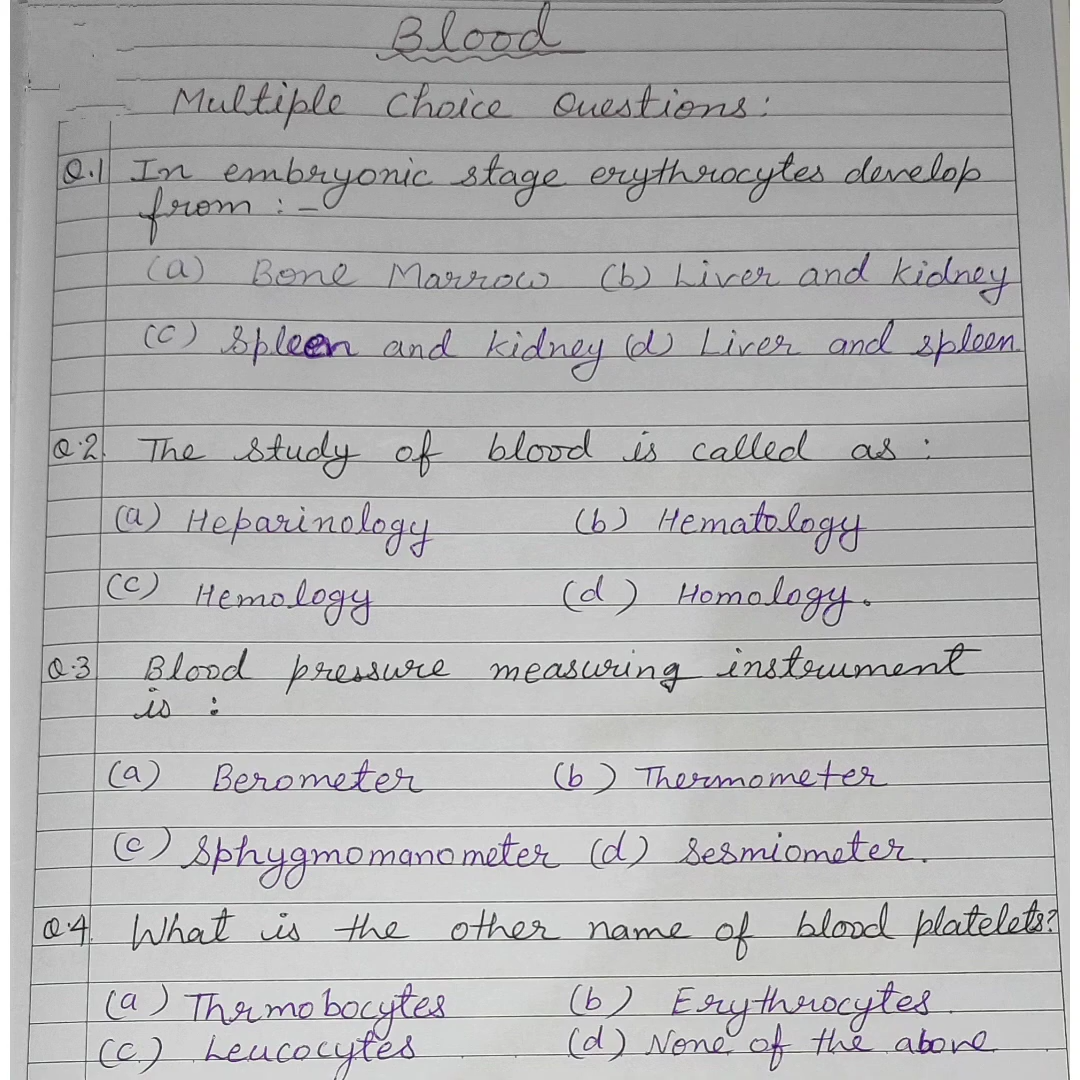 Blood
Multiple Choice Questions:
Q.1 In embryonic stage erythrocytes develop
from :-
(a) Bone Marrow (b) Liver and kidney
(c) Spleen and kidney (d) Liver and spleen
Q.2 The study of blood is called as :
(a) Heparinology (b) Hematology
(c) Hemology (d) Homology.
Q.3 Blood pressure measuring instrument
is :
(a) Berometer (b) Thermometer
(c) Sphygmomanometer (d) Sesmiometer.
Q.4. What is the other name of blood platelets?
(a) Thrmobocytes (b) Erythrocytes.
(c) Leucocytes (d) None of the above